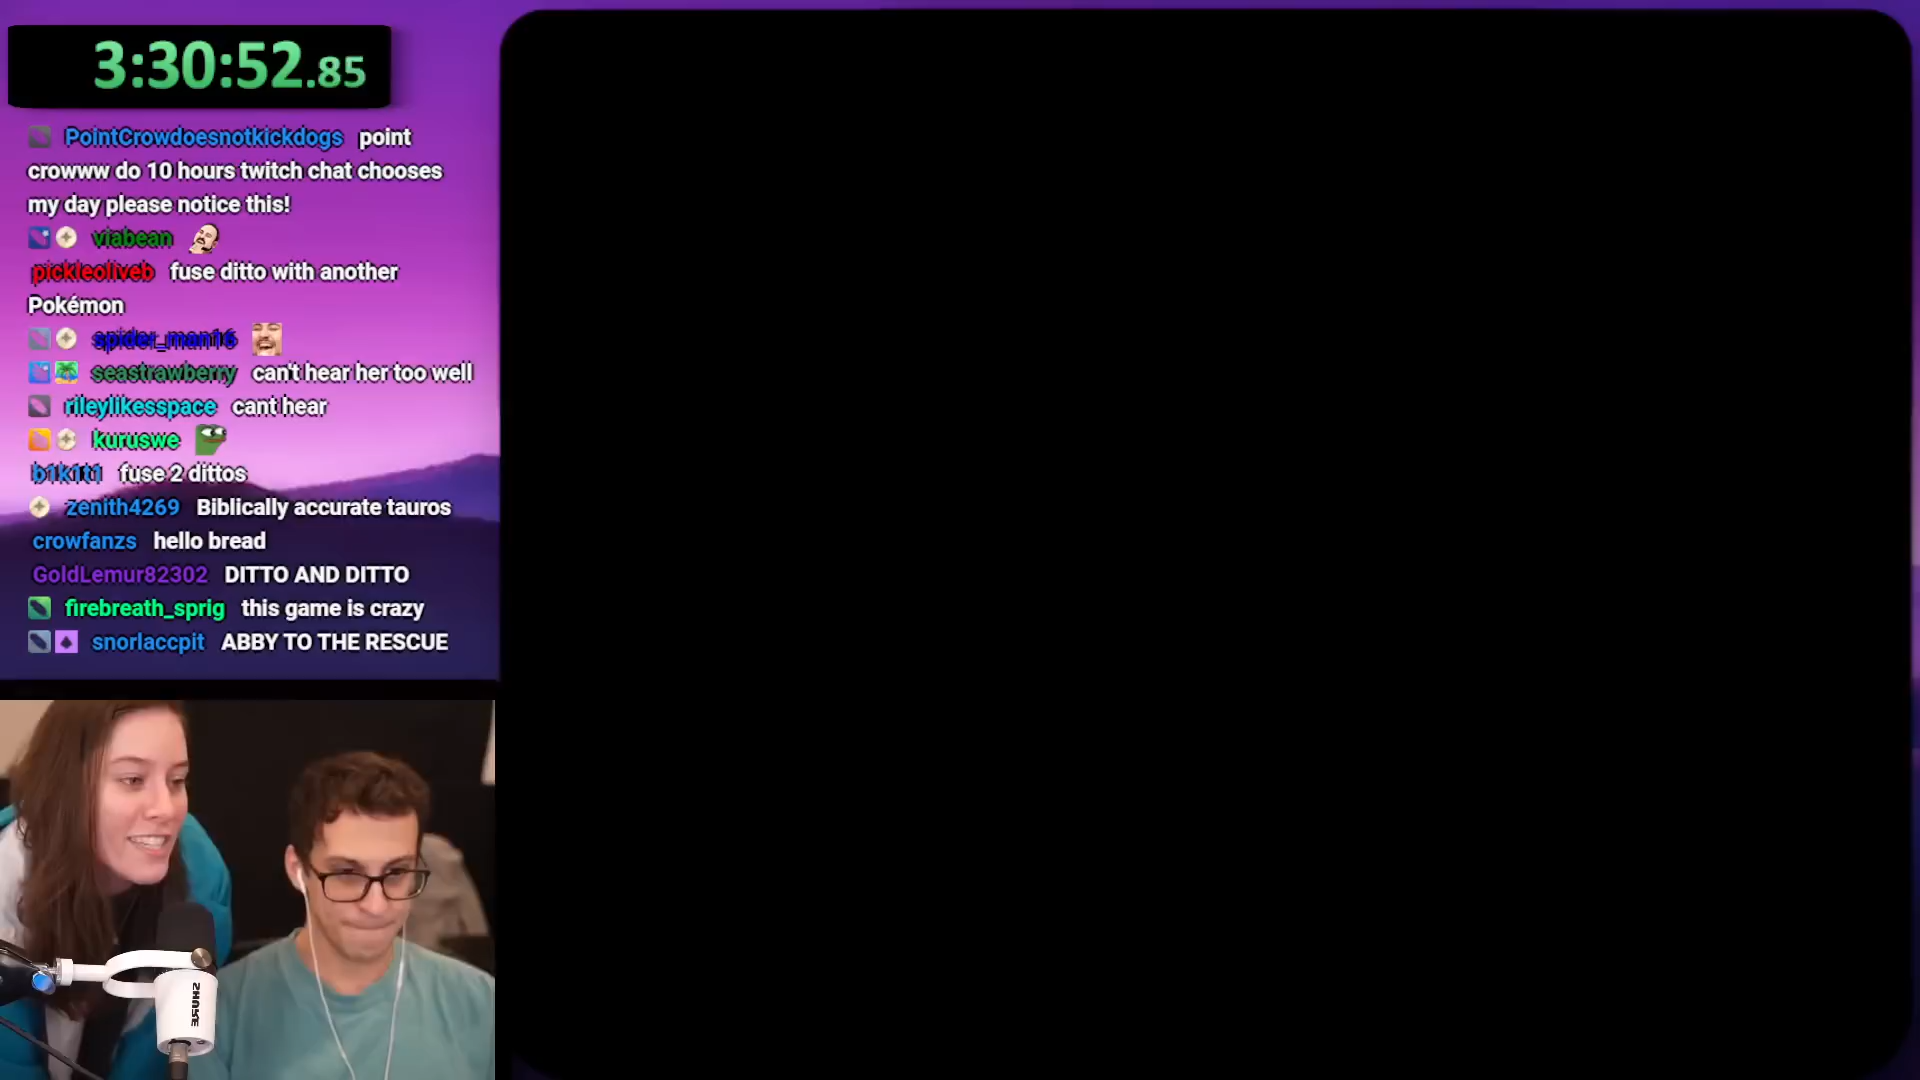 3:30:52.85
PointCrowdoesnotkickdogs point
crowww do 10 hours twitch chat chooses
my day please notice this!
viabean
pickleoliveb fuse ditto with another
Pokémon
spider_man16
seastrawberry can't hear her too well
rileylikesspace cant hear
kuruswe
b1k1t1 fuse 2 dittos
zenith4269 Biblically accurate tauros
crowfanzs hello bread
GoldLemur82302 DITTO AND DITTO
firebreath_sprig this game is crazy
snorlaccpit ABBY TO THE RESCUE
SHURE